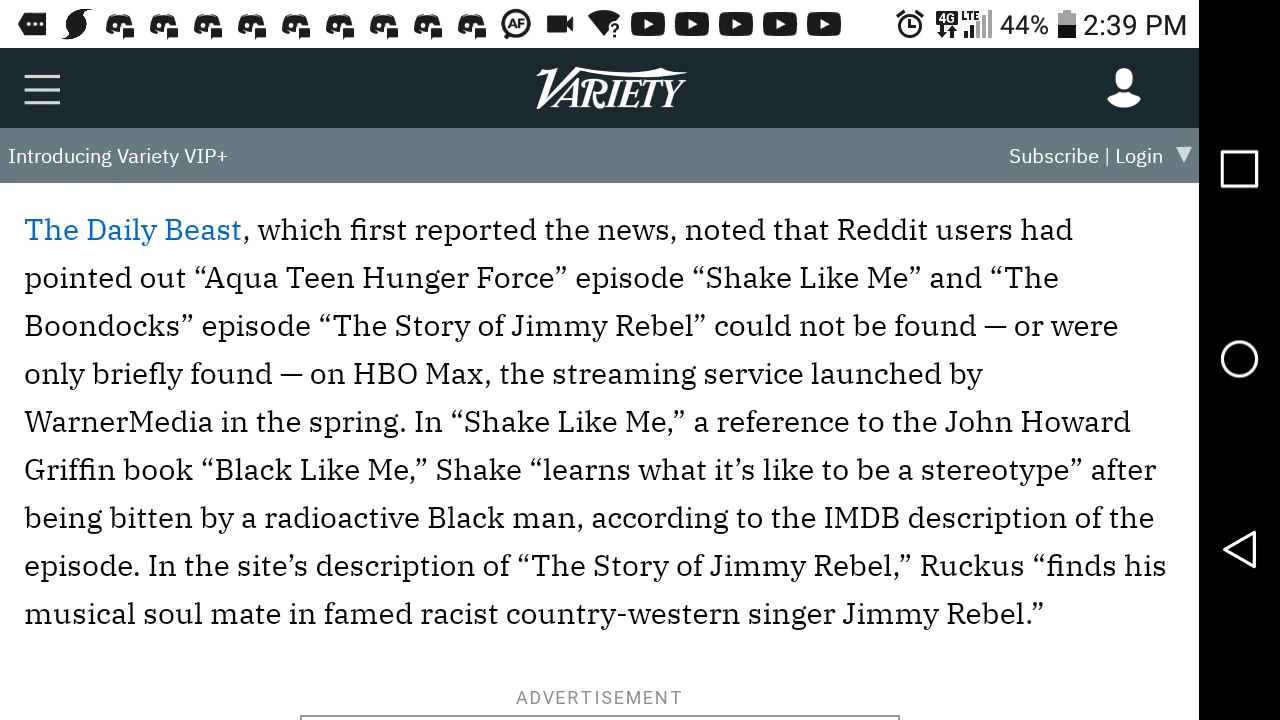 AF
?
4G LTE 44% 2:39 PM
VARIETY
Introducing Variety VIP+
Subscribe | Login
The Daily Beast, which first reported the news, noted that Reddit users had
pointed out “Aqua Teen Hunger Force” episode “Shake Like Me” and “The
Boondocks” episode “The Story of Jimmy Rebel” could not be found — or were
only briefly found — on HBO Max, the streaming service launched by
WarnerMedia in the spring. In “Shake Like Me,” a reference to the John Howard
Griffin book “Black Like Me,” Shake “learns what it’s like to be a stereotype” after
being bitten by a radioactive Black man, according to the IMDB description of the
episode. In the site’s description of “The Story of Jimmy Rebel,” Ruckus “finds his
musical soul mate in famed racist country-western singer Jimmy Rebel.”
ADVERTISEMENT